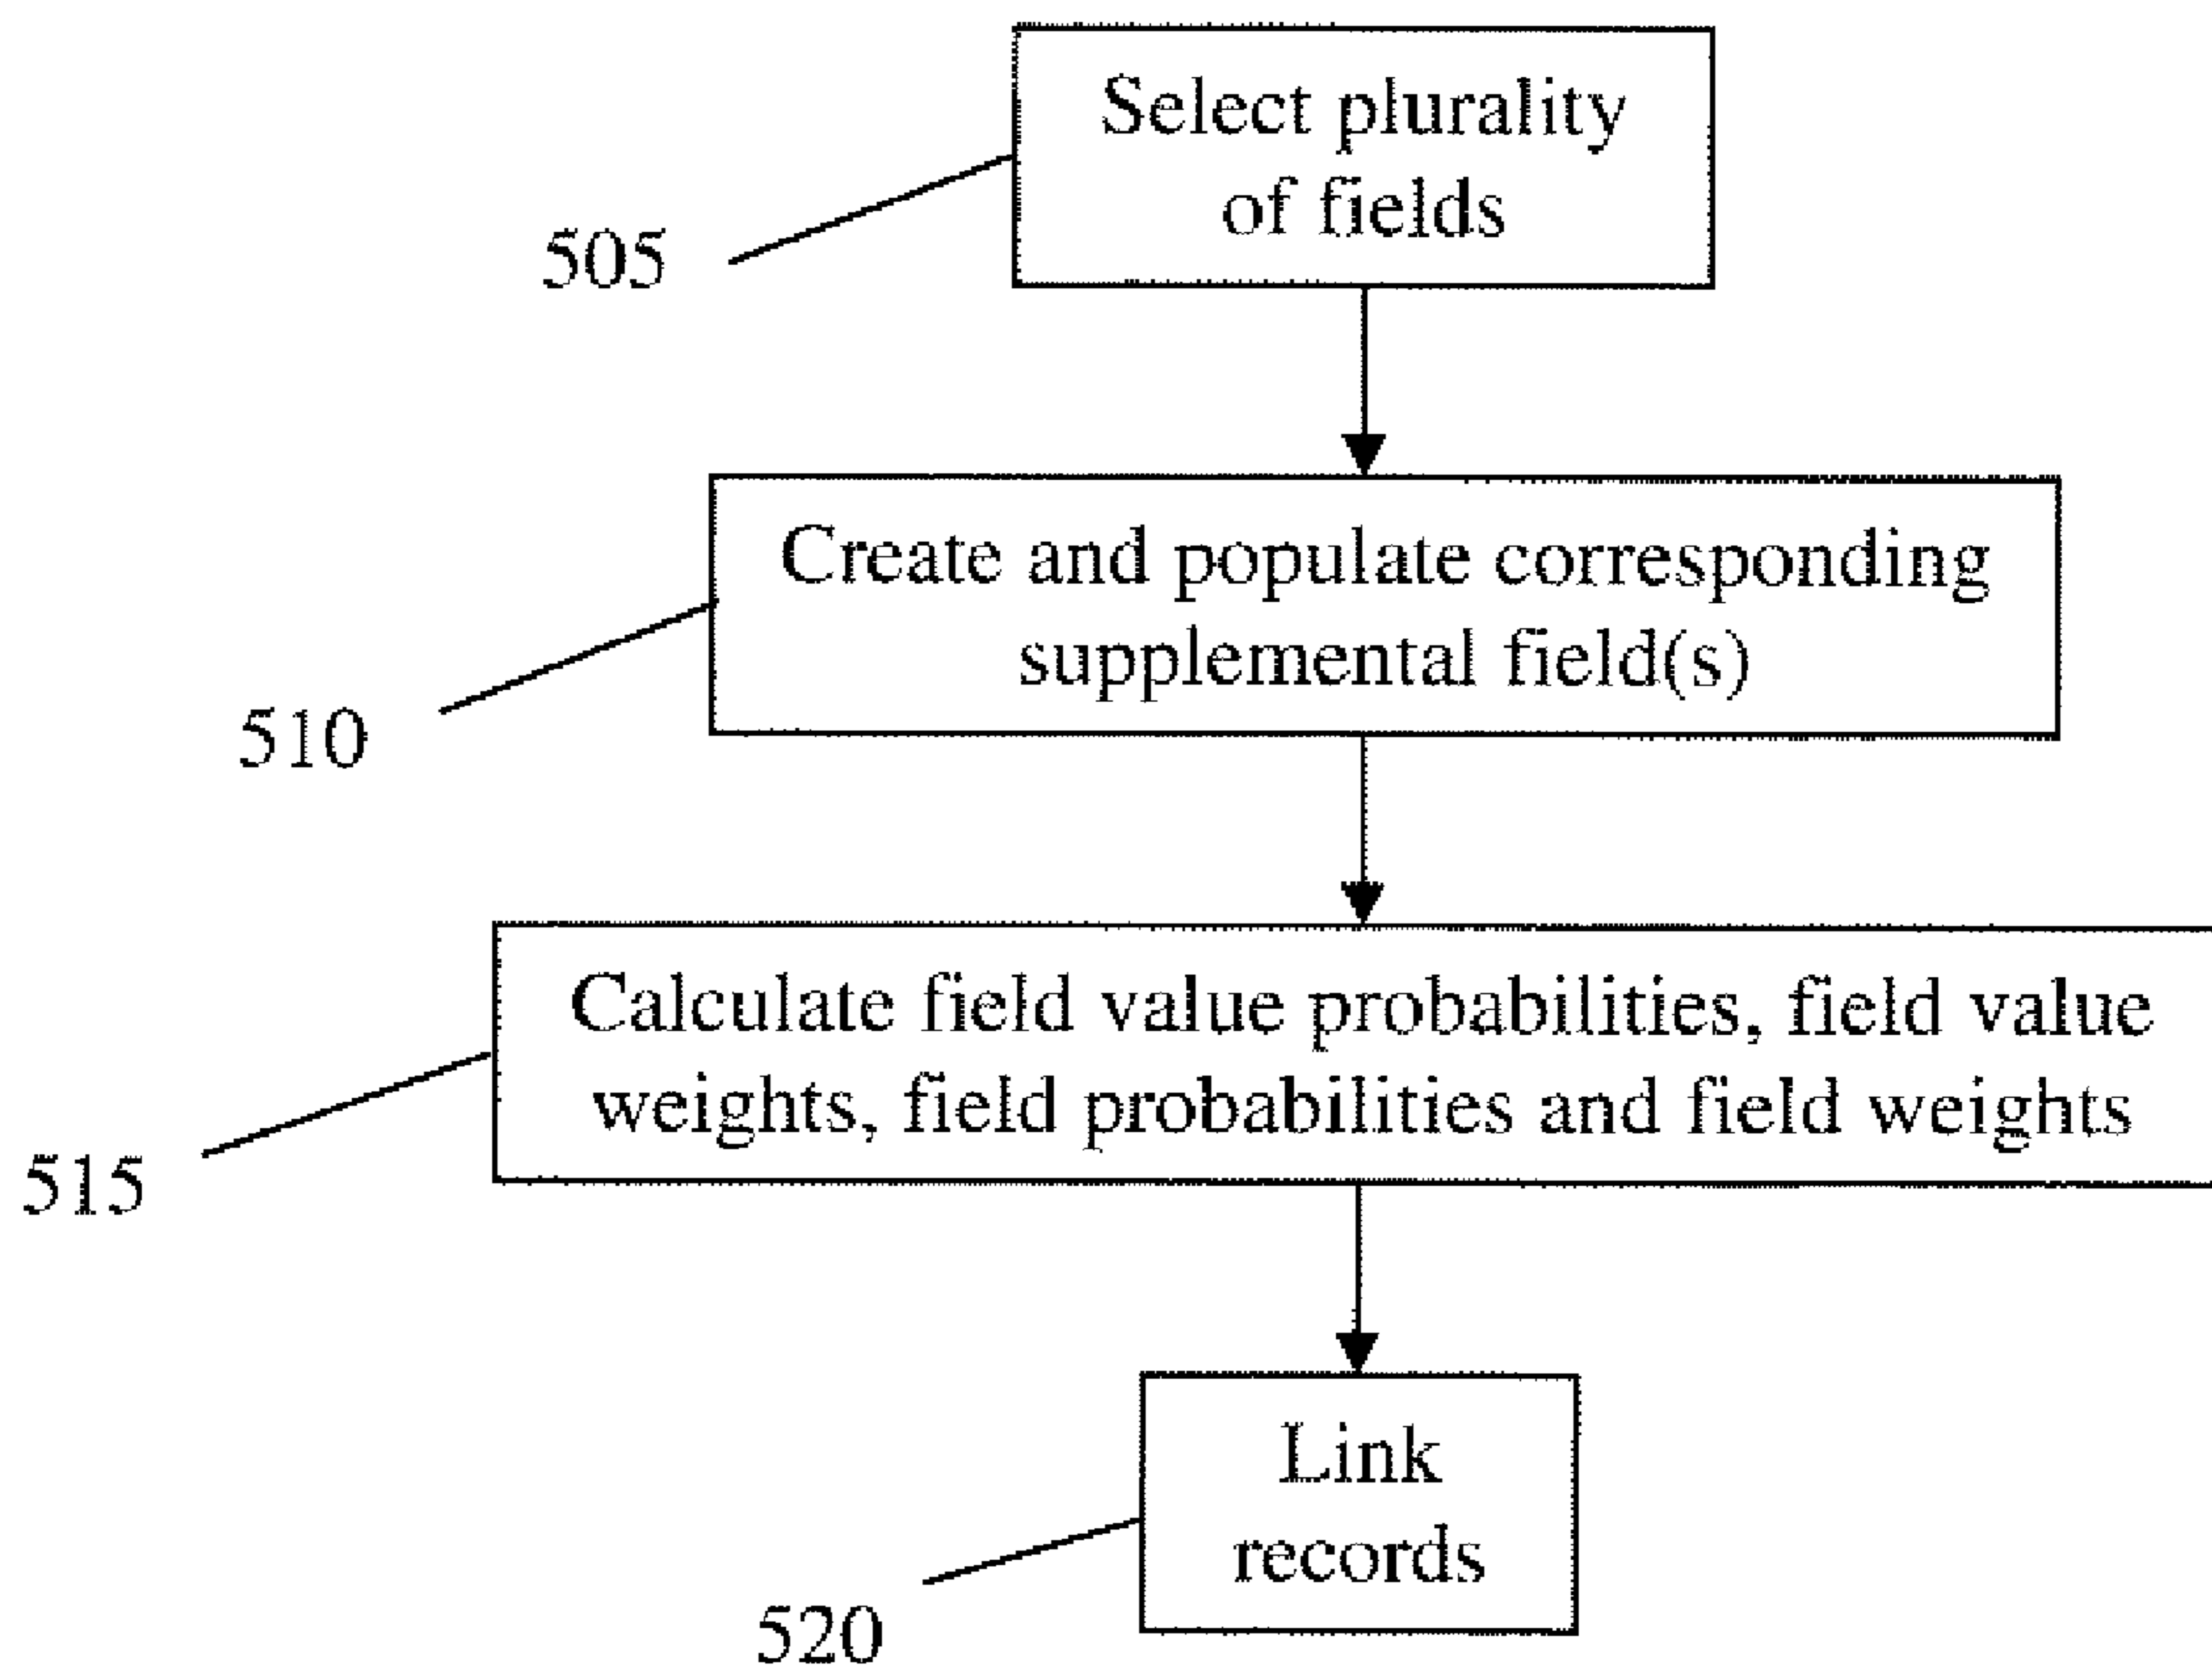 Select plurality
of fields
505
Create and populate corresponding
supplemental field(s)
510
Calculate field value probabilities, field value
weights, field probabilities and field weights
515
Link
records
520